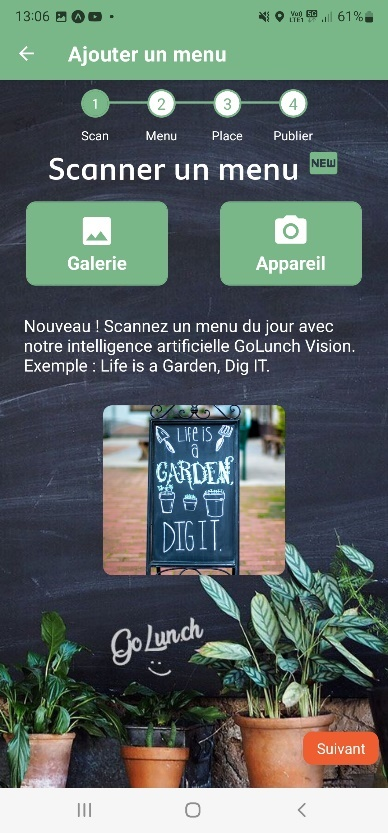 13:06
61%
Ajouter un menu
1 2 3 4
Scan Menu Place Publier
Scanner un menu NEW
Galerie Appareil
Nouveau ! Scannez un menu du jour avec
notre intelligence artificielle GoLunch Vision.
Exemple : Life is a Garden, Dig IT.
LIFE is
a
GARDEN,
DIG IT.
Go Lunch
Suivant